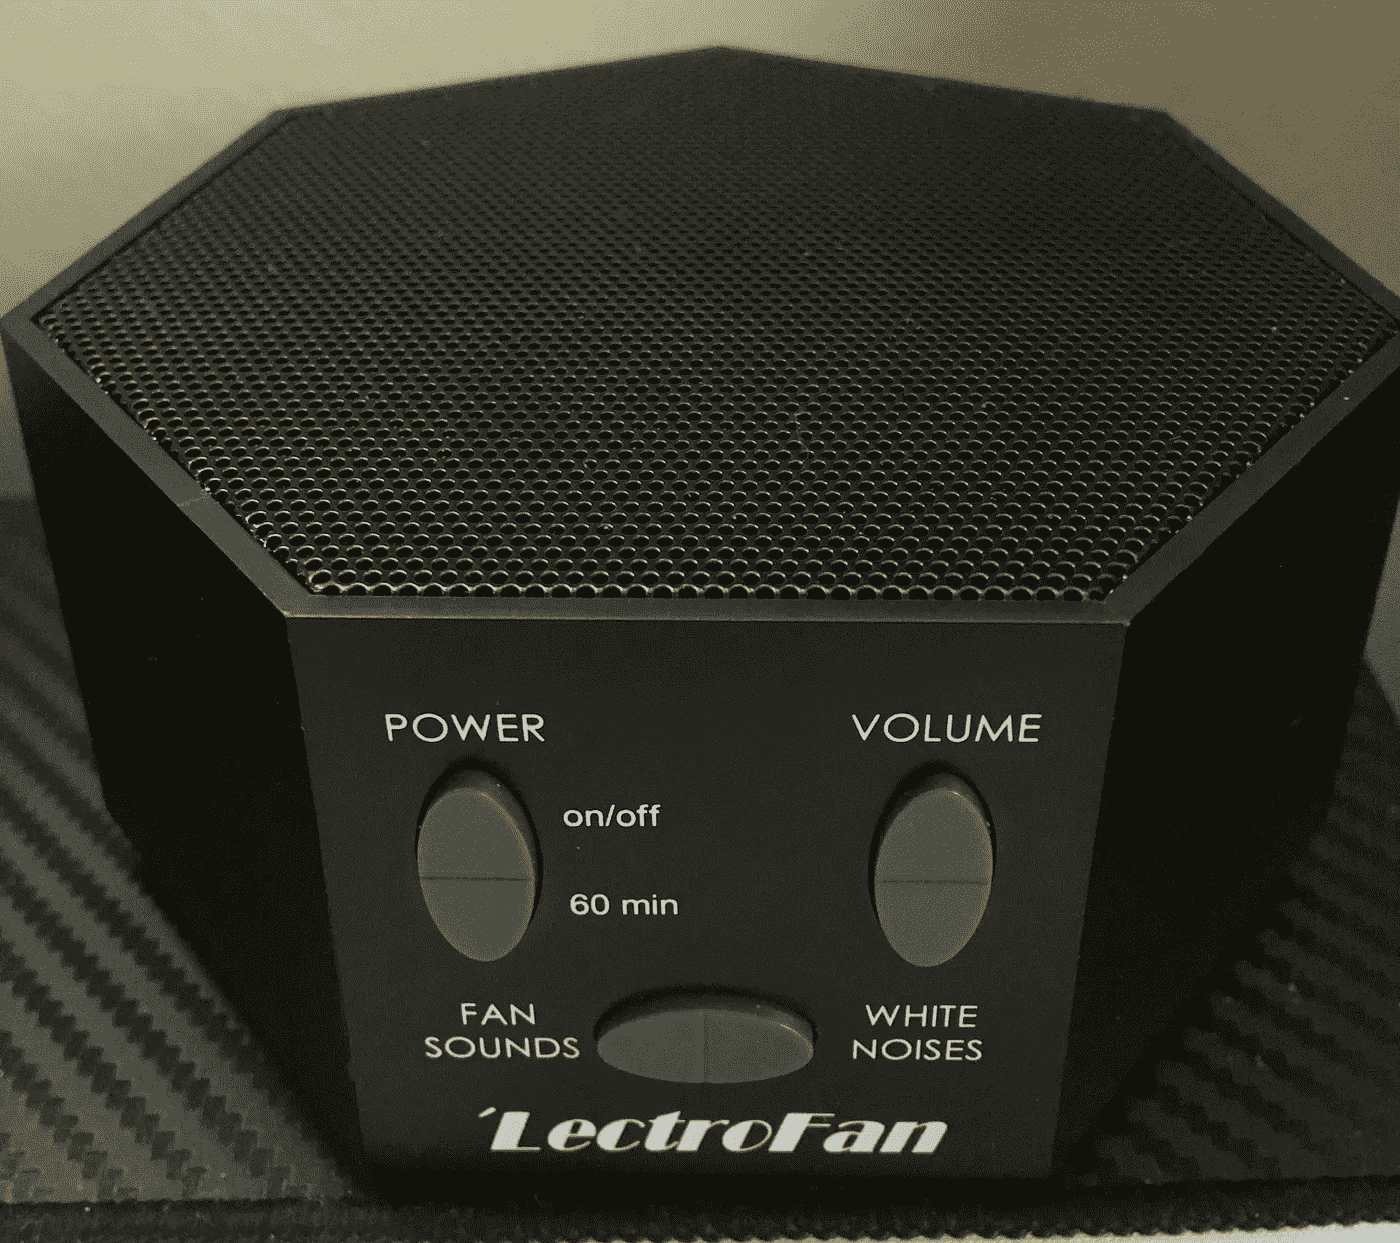 POWER
VOLUME
on/off
60 min
FAN
SOUNDS
WHITE
NOISES
'LectroFan